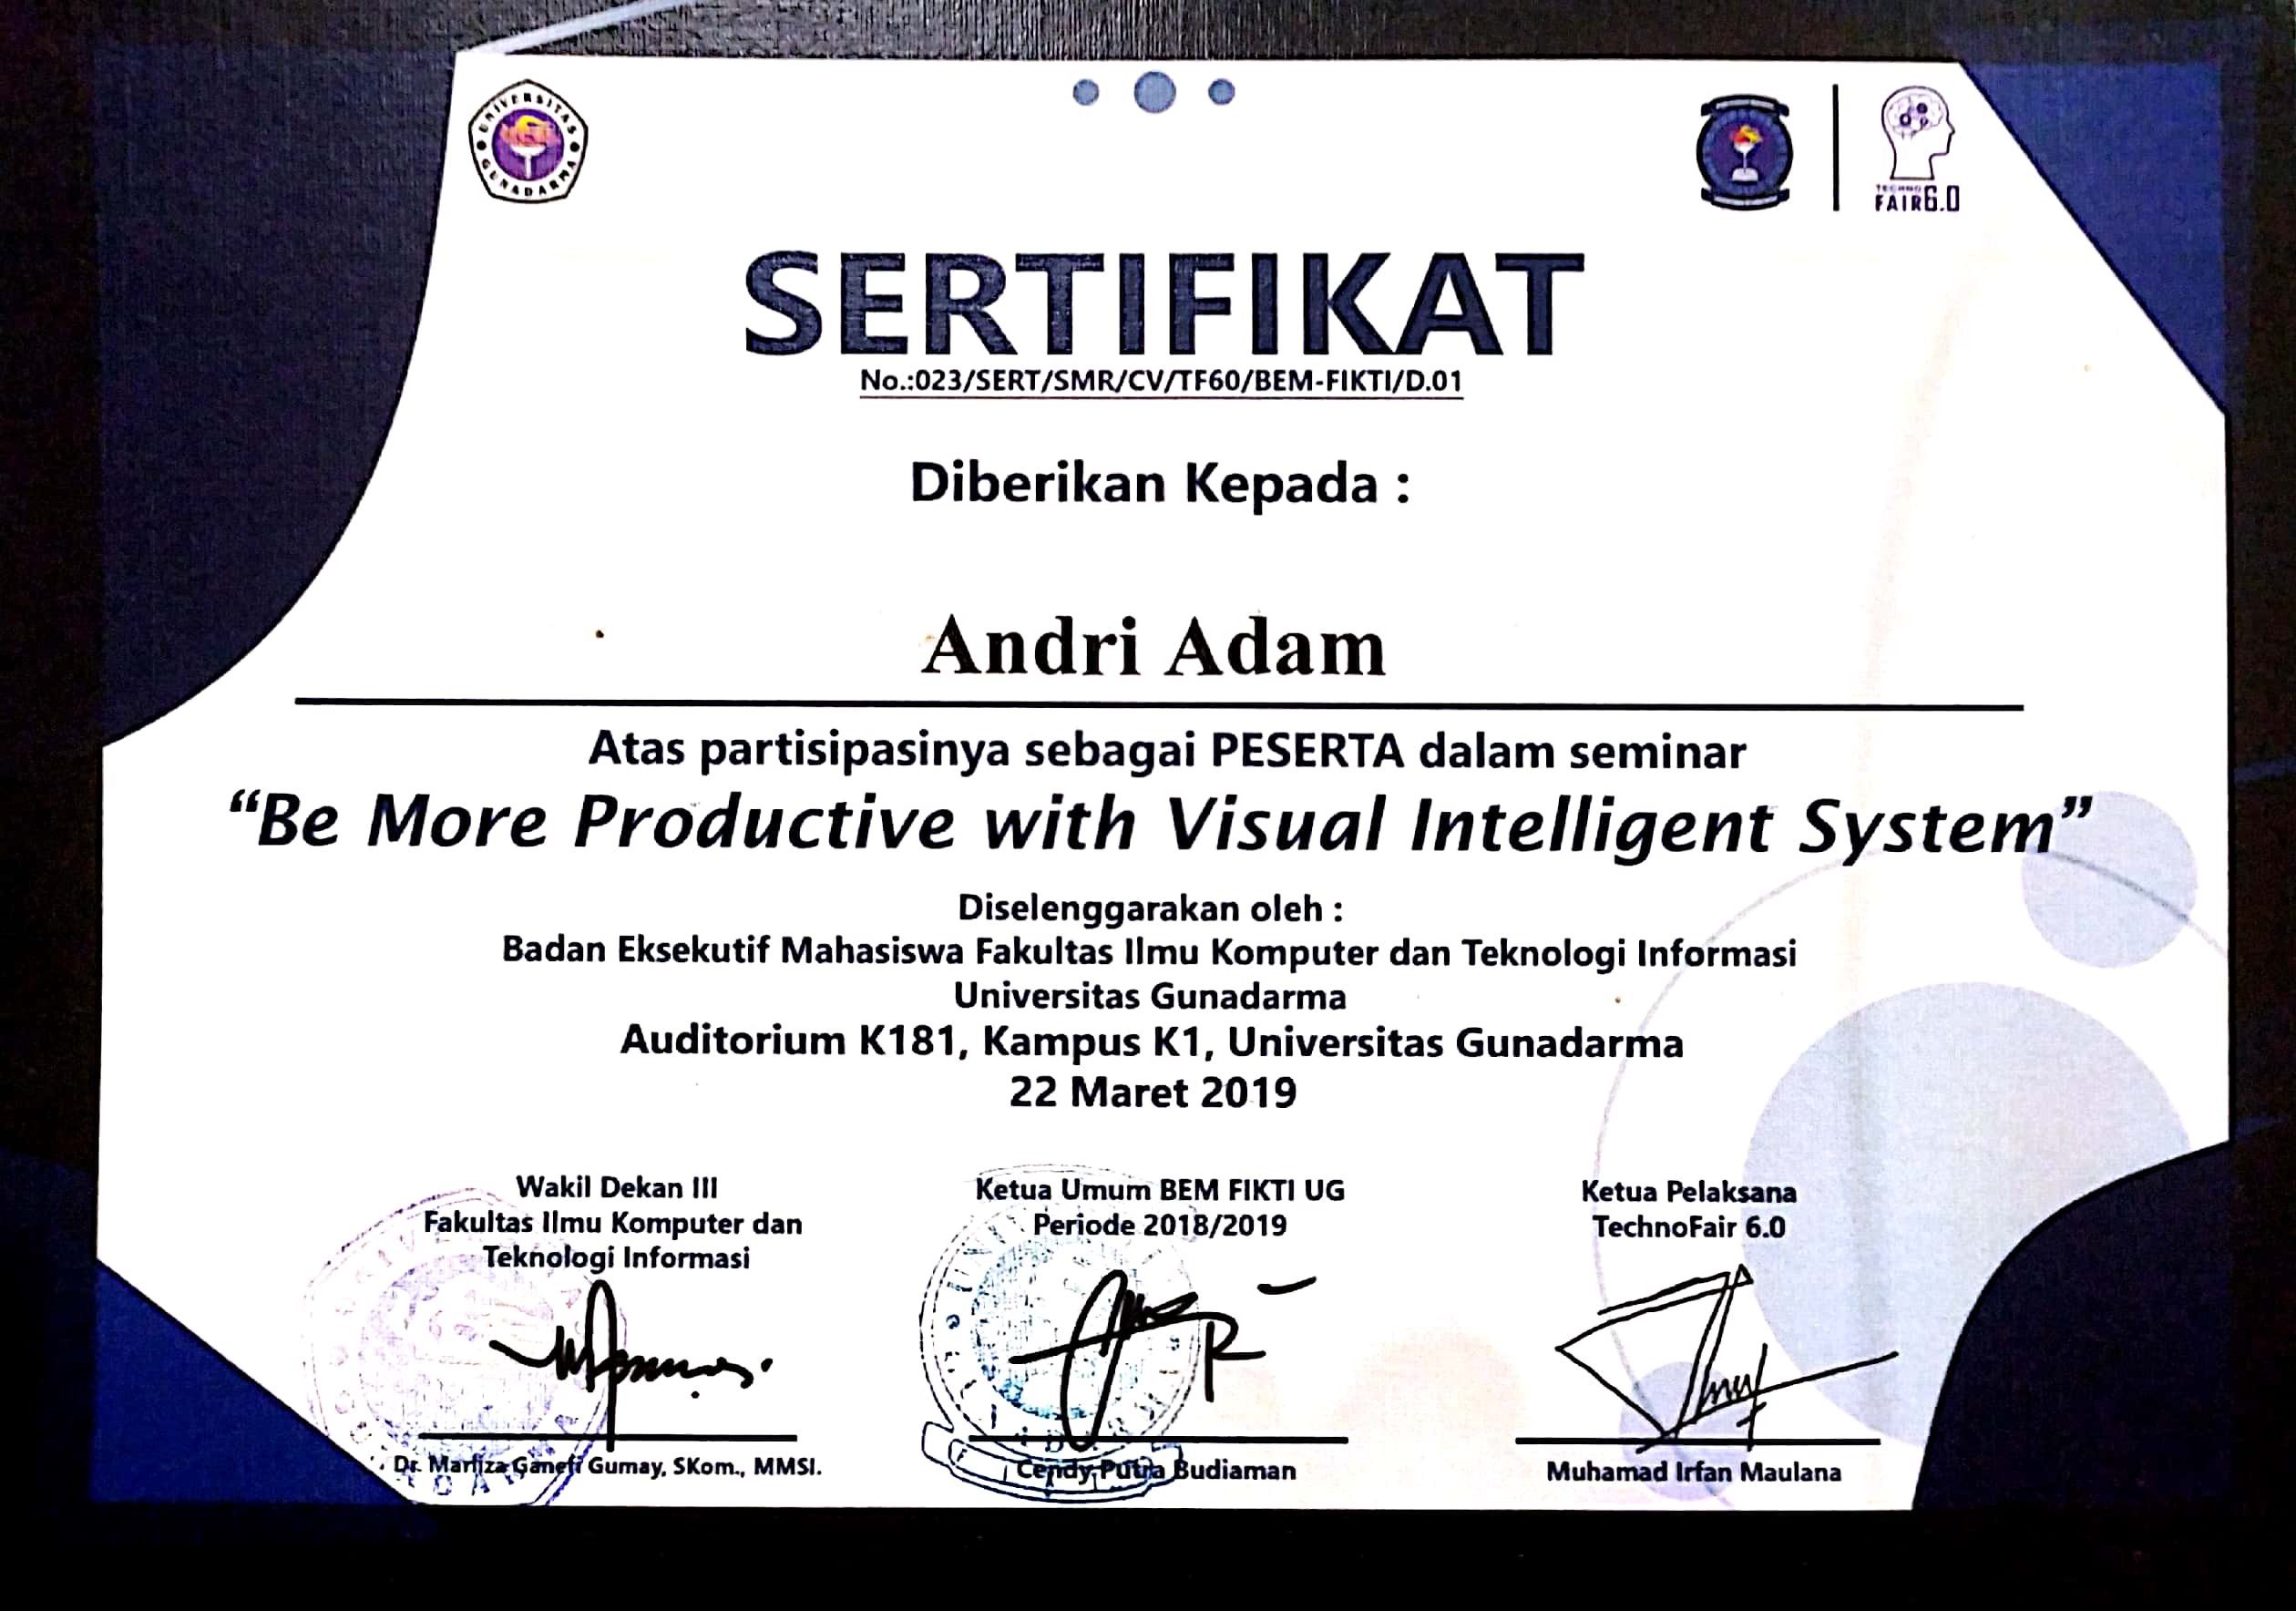 UNIVERSITAS GUNADARMA
TECHNO
FAIR 6.0
SERTIFIKAT
No.:023/SERT/SMR/CV/TF60/BEM-FIKTI/D.01
Diberikan Kepada :
Andri Adam
Atas partisipasinya sebagai PESERTA dalam seminar
“Be More Productive with Visual Intelligent System”
Diselenggarakan oleh :
Badan Eksekutif Mahasiswa Fakultas Ilmu Komputer dan Teknologi Informasi
Universitas Gunadarma
Auditorium K181, Kampus K1, Universitas Gunadarma
22 Maret 2019
Wakil Dekan III
Fakultas Ilmu Komputer dan
Teknologi Informasi
Dr. Marliza Ganefi Gumay, SKom., MMSI.
Ketua Umum BEM FIKTI UG
Periode 2018/2019
Cendy Putra Budiaman
Ketua Pelaksana
TechnoFair 6.0
Muhamad Irfan Maulana